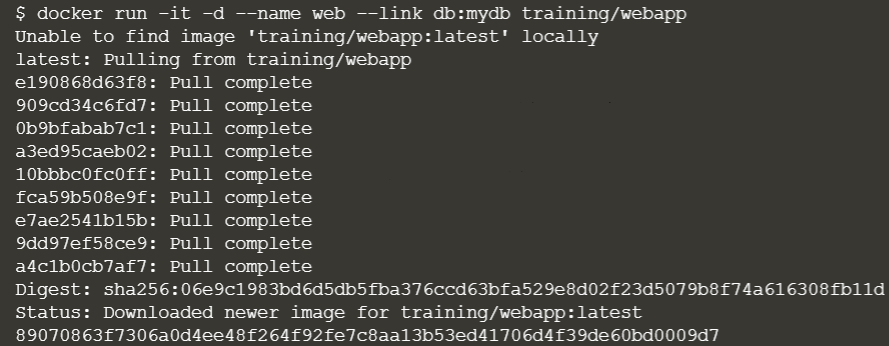 $ docker run -it -d --name web --link db:mydb training/webapp
Unable to find image 'training/webapp:latest' locally
latest: Pulling from training/webapp
e190868d63f8: Pull complete
909cd34c6fd7: Pull complete
0b9bfabab7c1: Pull complete
a3ed95caeb02: Pull complete
10bbbc0fc0ff: Pull complete
fca59b508e9f: Pull complete
e7ae2541b15b: Pull complete
9dd97ef58ce9: Pull complete
a4c1b0cb7af7: Pull complete
Digest: sha256:06e9c1983bd6d5db5fba376ccd63bfa529e8d02f23d5079b8f74a616308fb11d
Status: Downloaded newer image for training/webapp:latest
89070863f7306a0d4ee48f264f92fe7c8aa13b53ed41706d4f39de60bd0009d7